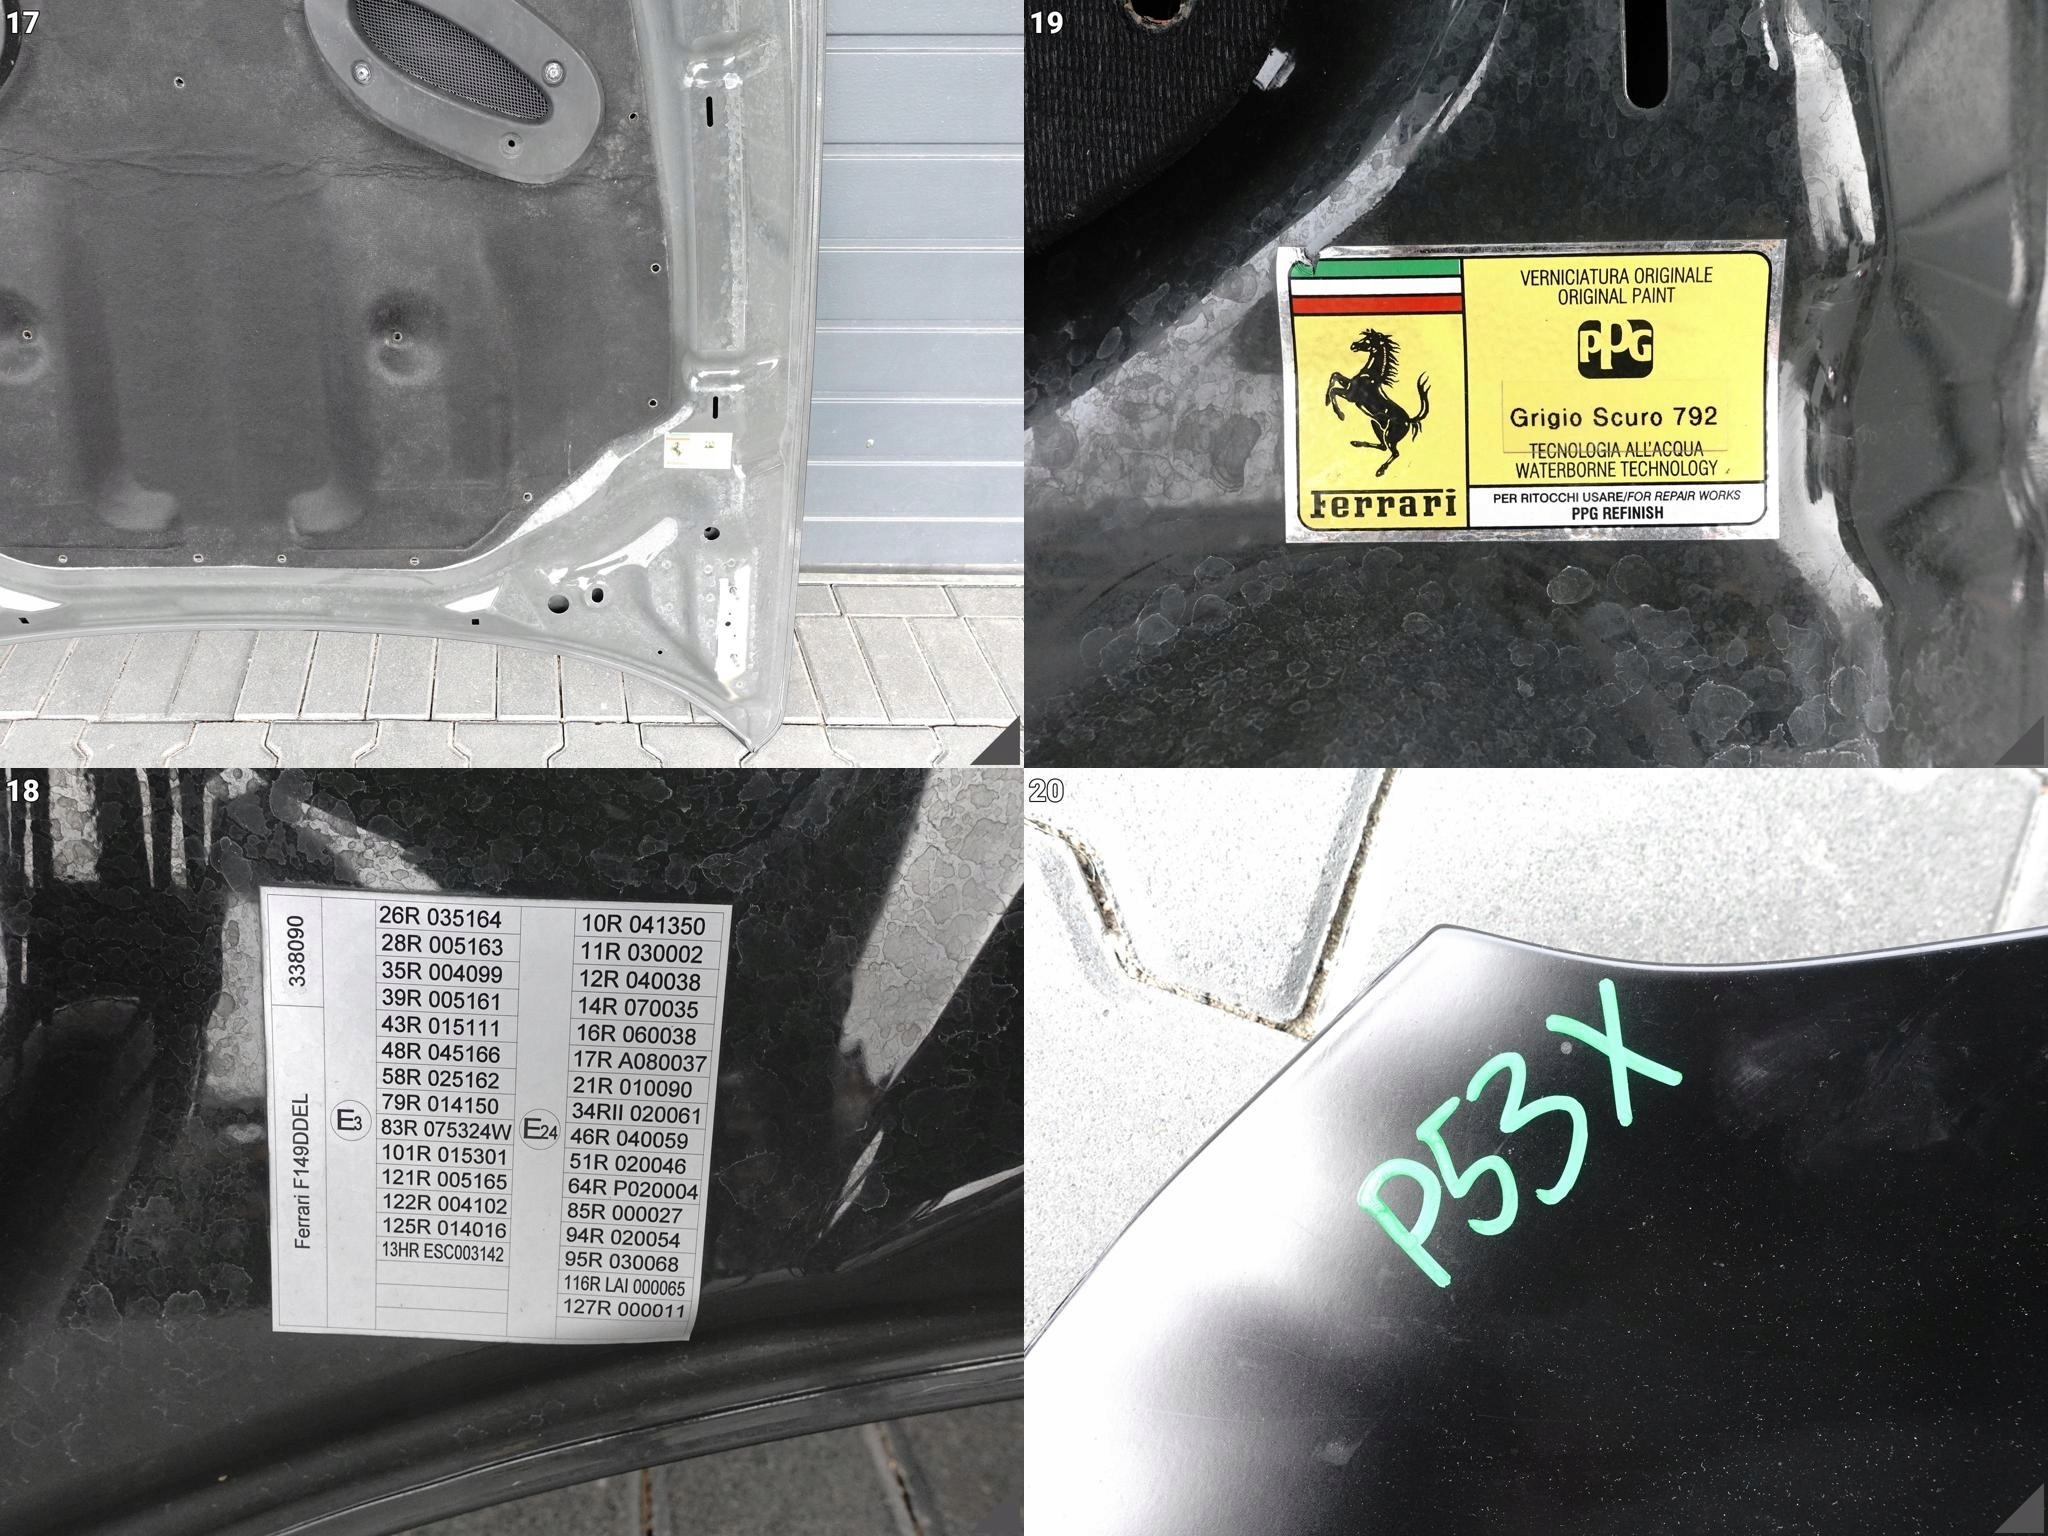 17
19
VERNICIATURA ORIGINALE
ORIGINAL PAINT
PPG
Grigio Scuro 792
TECNOLOGIA ALL'ACQUA
WATERBORNE TECHNOLOGY
PER RITOCCHI USARE/FOR REPAIR WORKS
PPG REFINISH
Ferrari
18
338090
Ferrari F149DDEL
E3
26R 035164
28R 005163
35R 004099
39R 005161
43R 015111
48R 045166
58R 025162
79R 014150
83R 075324W
101R 015301
121R 005165
122R 004102
125R 014016
13HR ESC003142
E24
10R 041350
11R 030002
12R 040038
14R 070035
16R 060038
17R A080037
21R 010090
34RII 020061
46R 040059
51R 020046
64R P020004
85R 000027
94R 020054
95R 030068
116R LAI 000065
127R 000011
20
P53X